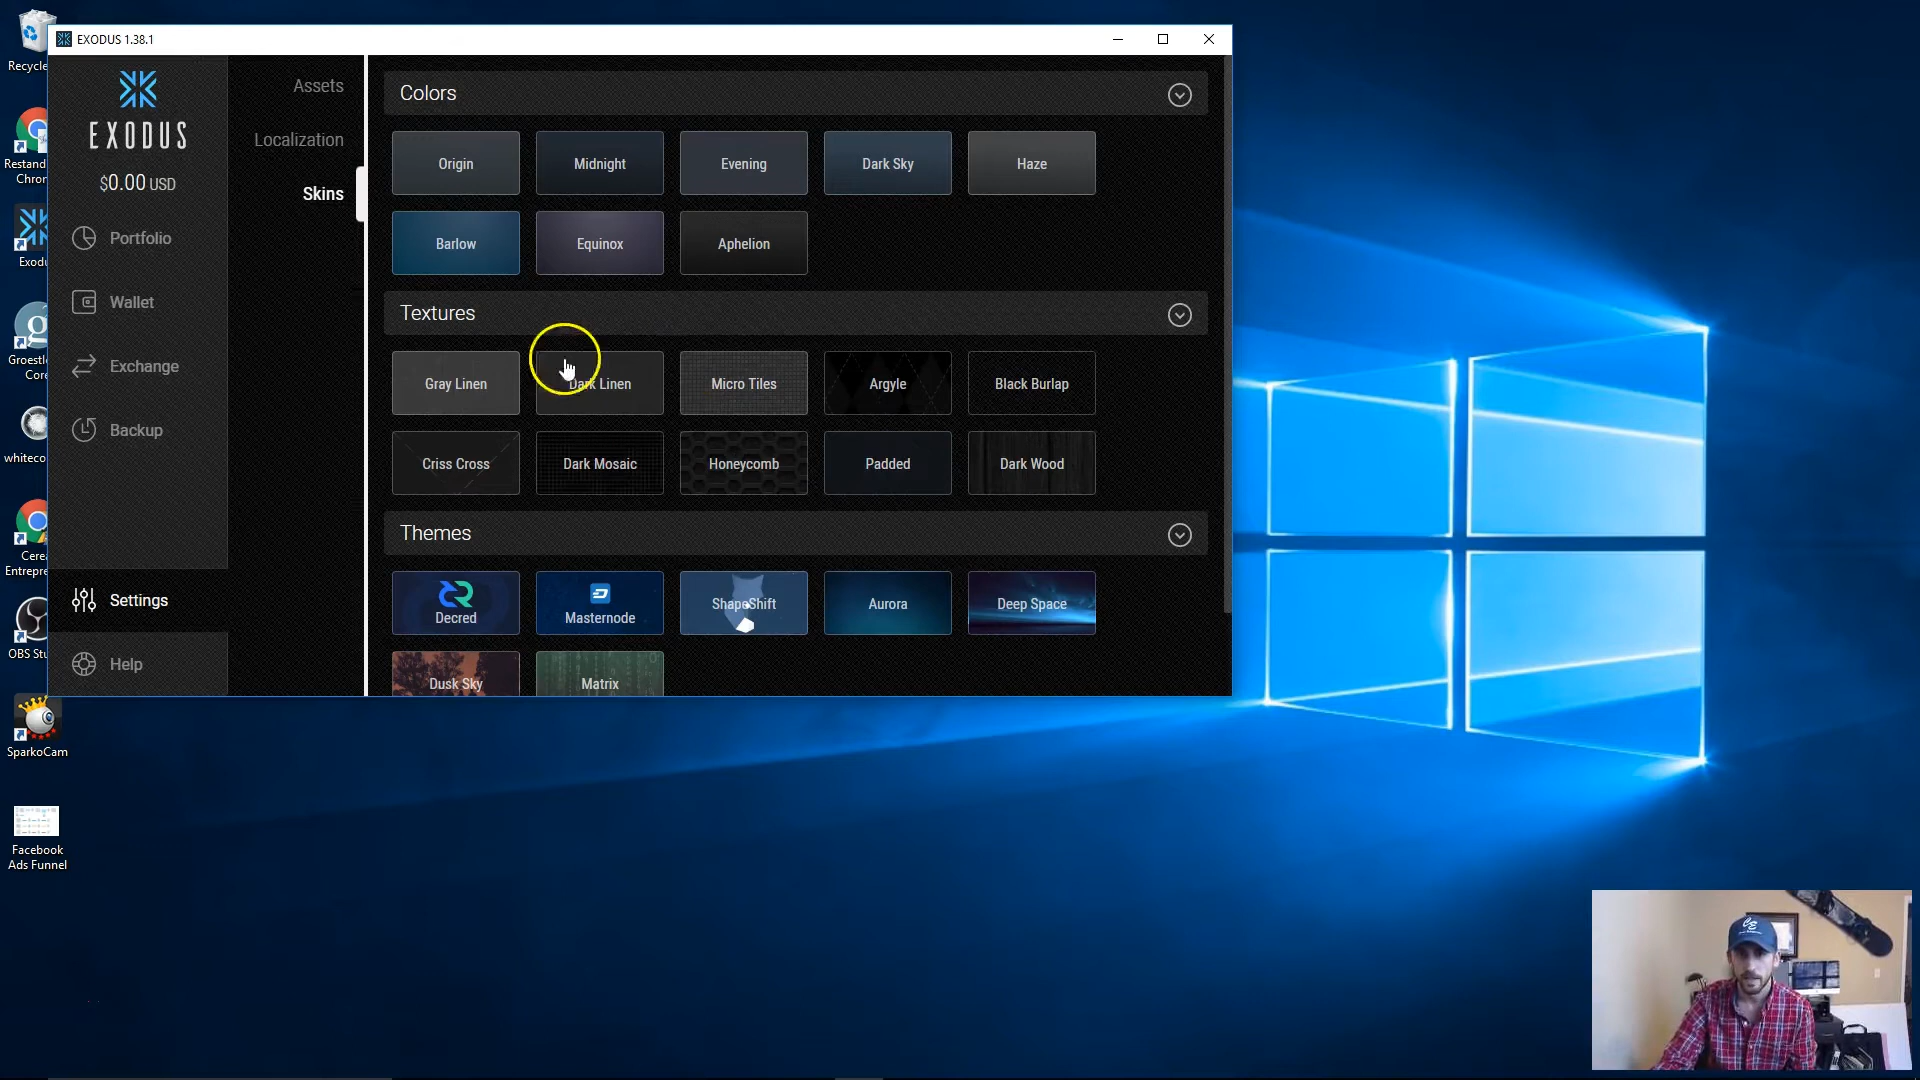 EXODUS 1.38.1
Recycle
Restand
Chron
Exodu
Groestle
Core
whiteco
Cerea
Entrepre
OBS Stu
SparkoCam
Facebook
Ads Funnel
EXODUS
$0.00 USD
Portfolio
Wallet
Exchange
Backup
Settings
Help
Assets
Localization
Skins
Colors
Origin
Midnight
Evening
Dark Sky
Haze
Barlow
Equinox
Aphelion
Textures
Gray Linen
Dark Linen
Micro Tiles
Argyle
Black Burlap
Criss Cross
Dark Mosaic
Honeycomb
Padded
Dark Wood
Themes
Decred
Masternode
ShapeShift
Aurora
Deep Space
Dusk Sky
Matrix
CE